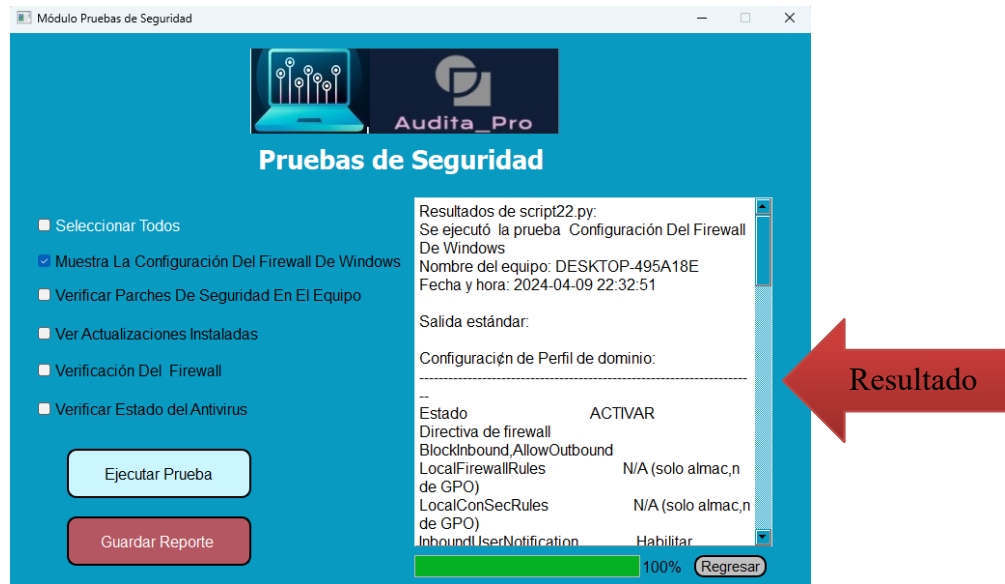 Módulo Pruebas de Seguridad
Audita_Pro
Pruebas de Seguridad
Seleccionar Todos
Muestra La Configuración Del Firewall De Windows
Verificar Parches De Seguridad En El Equipo
Ver Actualizaciones Instaladas
Verificación Del Firewall
Verificar Estado del Antivirus
Ejecutar Prueba
Guardar Reporte
Resultados de script22.py:
Se ejecutó la prueba Configuración Del Firewall
De Windows
Nombre del equipo: DESKTOP-495A18E
Fecha y hora: 2024-04-09 22:32:51
Salida estándar:
Configuraci¢n de Perfil de dominio:
----------------------------------------------------------------------
--
Estado ACTIVAR
Directiva de firewall
BlockInbound,AllowOutbound
LocalFirewallRules N/A (solo almac‚n
de GPO)
LocalConSecRules N/A (solo almac‚n
de GPO)
InboundUserNotification Habilitar
100%
Regresar
Resultado